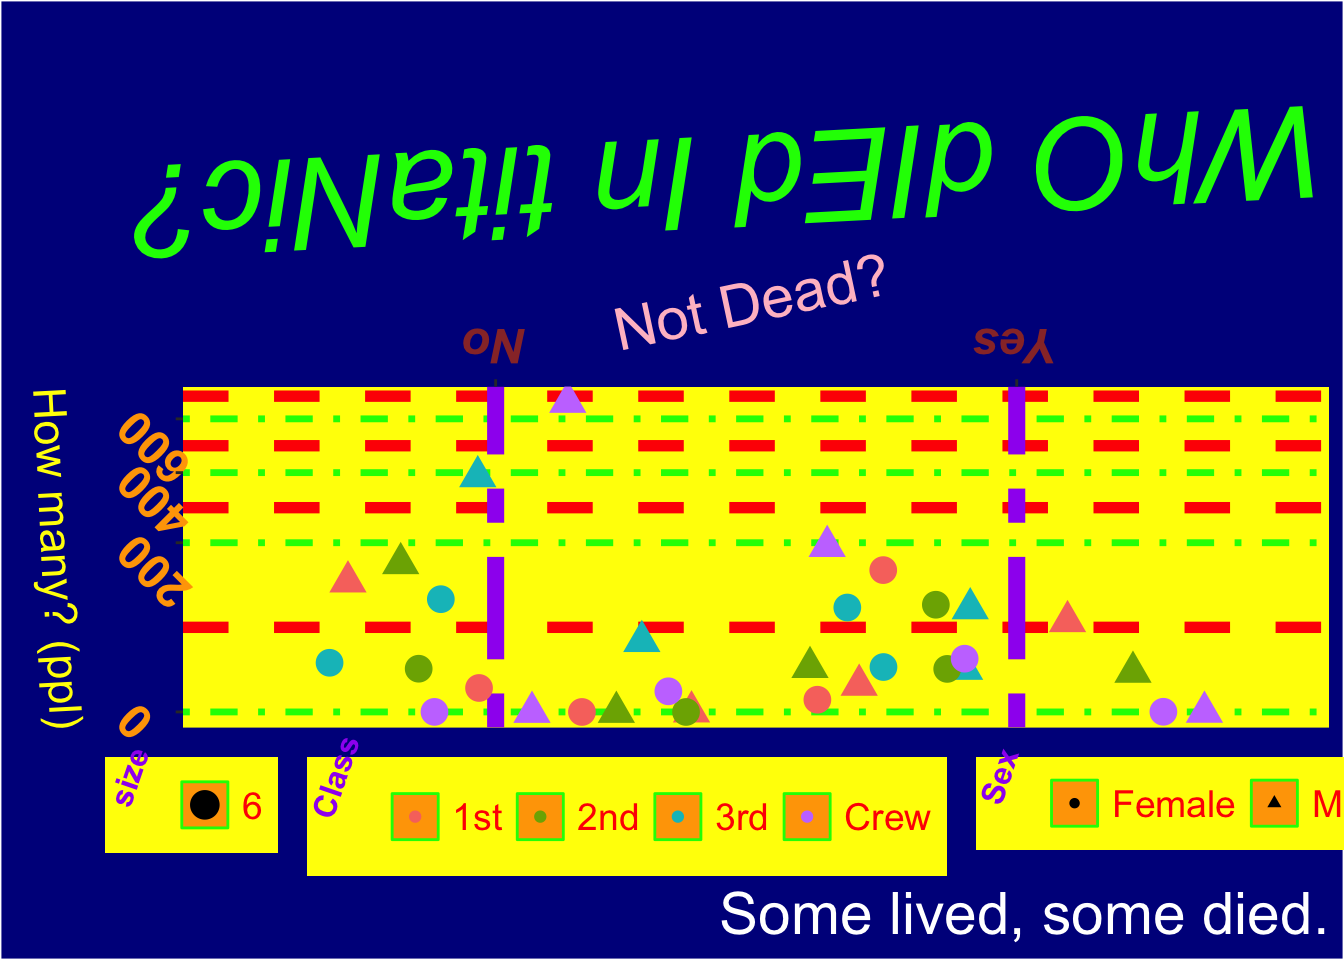 WhO dIEd In titaNic?
Not Dead?
No
Yes
How many? (ppl)
600
400
200
0
size
6
Class
1st
2nd
3rd
Crew
Sex
Female
M
Some lived, some died.